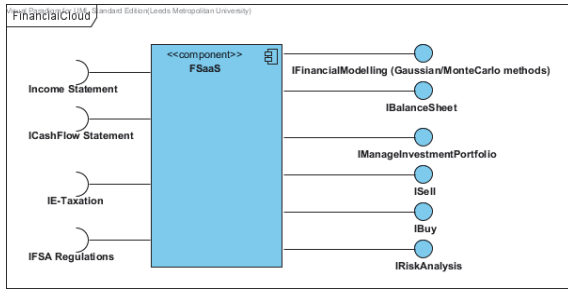 Visual Paradigm for UML Standard Edition(Leeds Metropolitan University)
FinancialCloud
<<component>>
FSaaS
Income Statement
ICashFlow Statement
IE-Taxation
IFSA Regulations
IFinancialModelling (Gaussian/MonteCarlo methods)
IBalanceSheet
IManageInvestmentPortfolio
ISell
IBuy
IRiskAnalysis